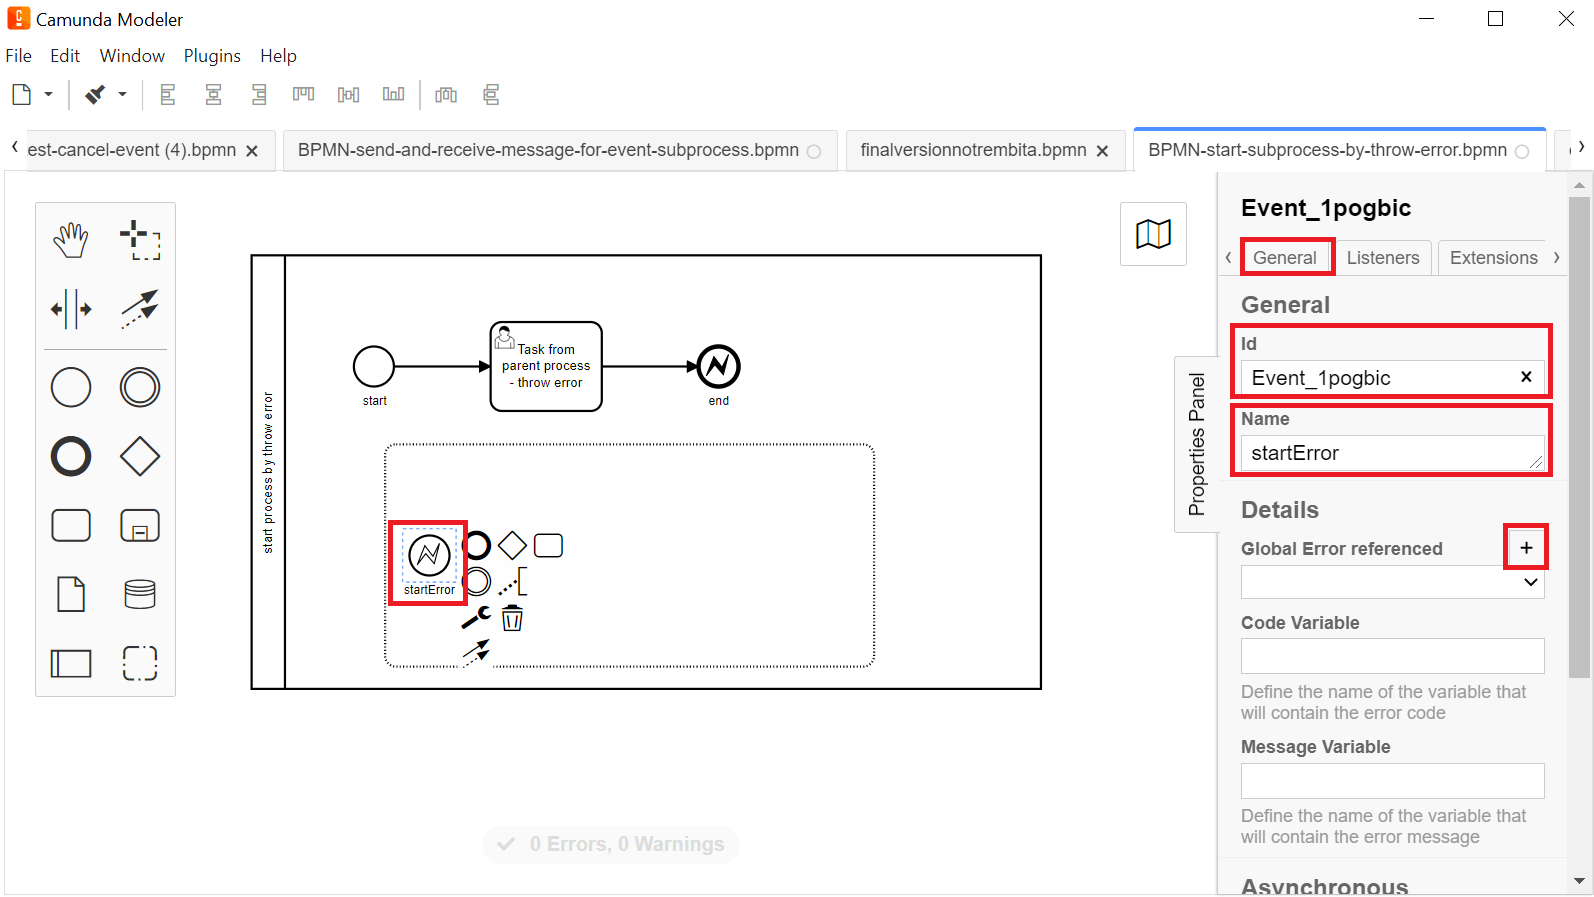 Camunda Modeler
File Edit Window Plugins Help
est-cancel-event (4).bpmn
BPMN-send-and-receive-message-for-event-subprocess.bpmn
finalversionnotrembita.bpmn
BPMN-start-subprocess-by-throw-error.bpmn
start process by throw error
start
Task from
parent process
- throw error
end
startError
0 Errors, 0 Warnings
Properties Panel
Event_1pogbic
General Listeners Extensions
General
Id
Event_1pogbic
Name
startError
Details
Global Error referenced
Code Variable
Define the name of the variable that
will contain the error code
Message Variable
Define the name of the variable that
will contain the error message
Asynchronous